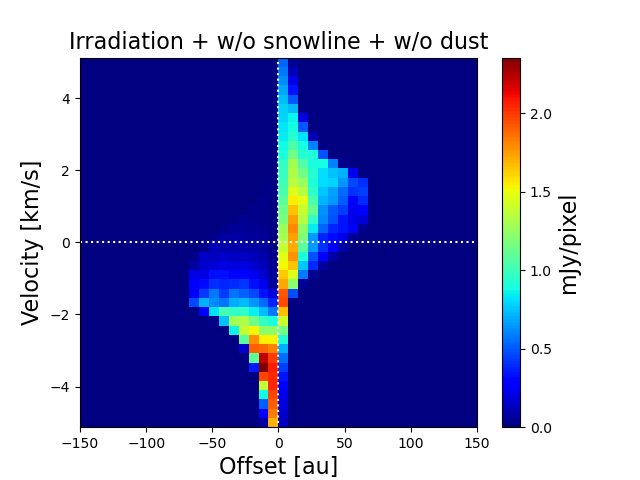 Irradiation + w/o snowline + w/o dust
Velocity [km/s]
4
2
0
−2
−4
−150 −100 −50 0 50 100 150
Offset [au]
2.0
1.5
1.0
0.5
0.0
mJy/pixel